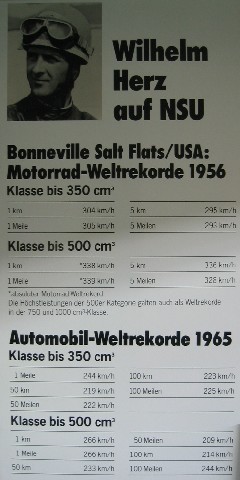 Wilhelm
Herz
auf NSU
Bonneville Salt Flats/USA:
Motorrad-Weltrekorde 1956
Klasse bis 350 cm³
1 km 304 km/h 5 km 295 km/h
1 Meile 305 km/h 5 Meilen 293 km/h
Klasse bis 500 cm³
1 km *338 km/h 5 km 336 km/h
1 Meile *339 km/h 5 Meilen 328 km/h
*absoluter Motorrad-Weltrekord
Die Höchstleistungen der 500er Kategorie galten auch als Weltrekorde
in der 750 und 1000 cm³-Klasse.
Automobil-Weltrekorde 1965
Klasse bis 350 cm³
1 Meile 244 km/h 100 km 223 km/h
50 km 219 km/h 100 Meilen 225 km/h
50 Meilen 222 km/h
Klasse bis 500 cm³
1 km 266 km/h 50 Meilen 209 km/h
1 Meile 266 km/h 100 km 214 km/h
50 km 233 km/h 100 Meilen 244 km/h